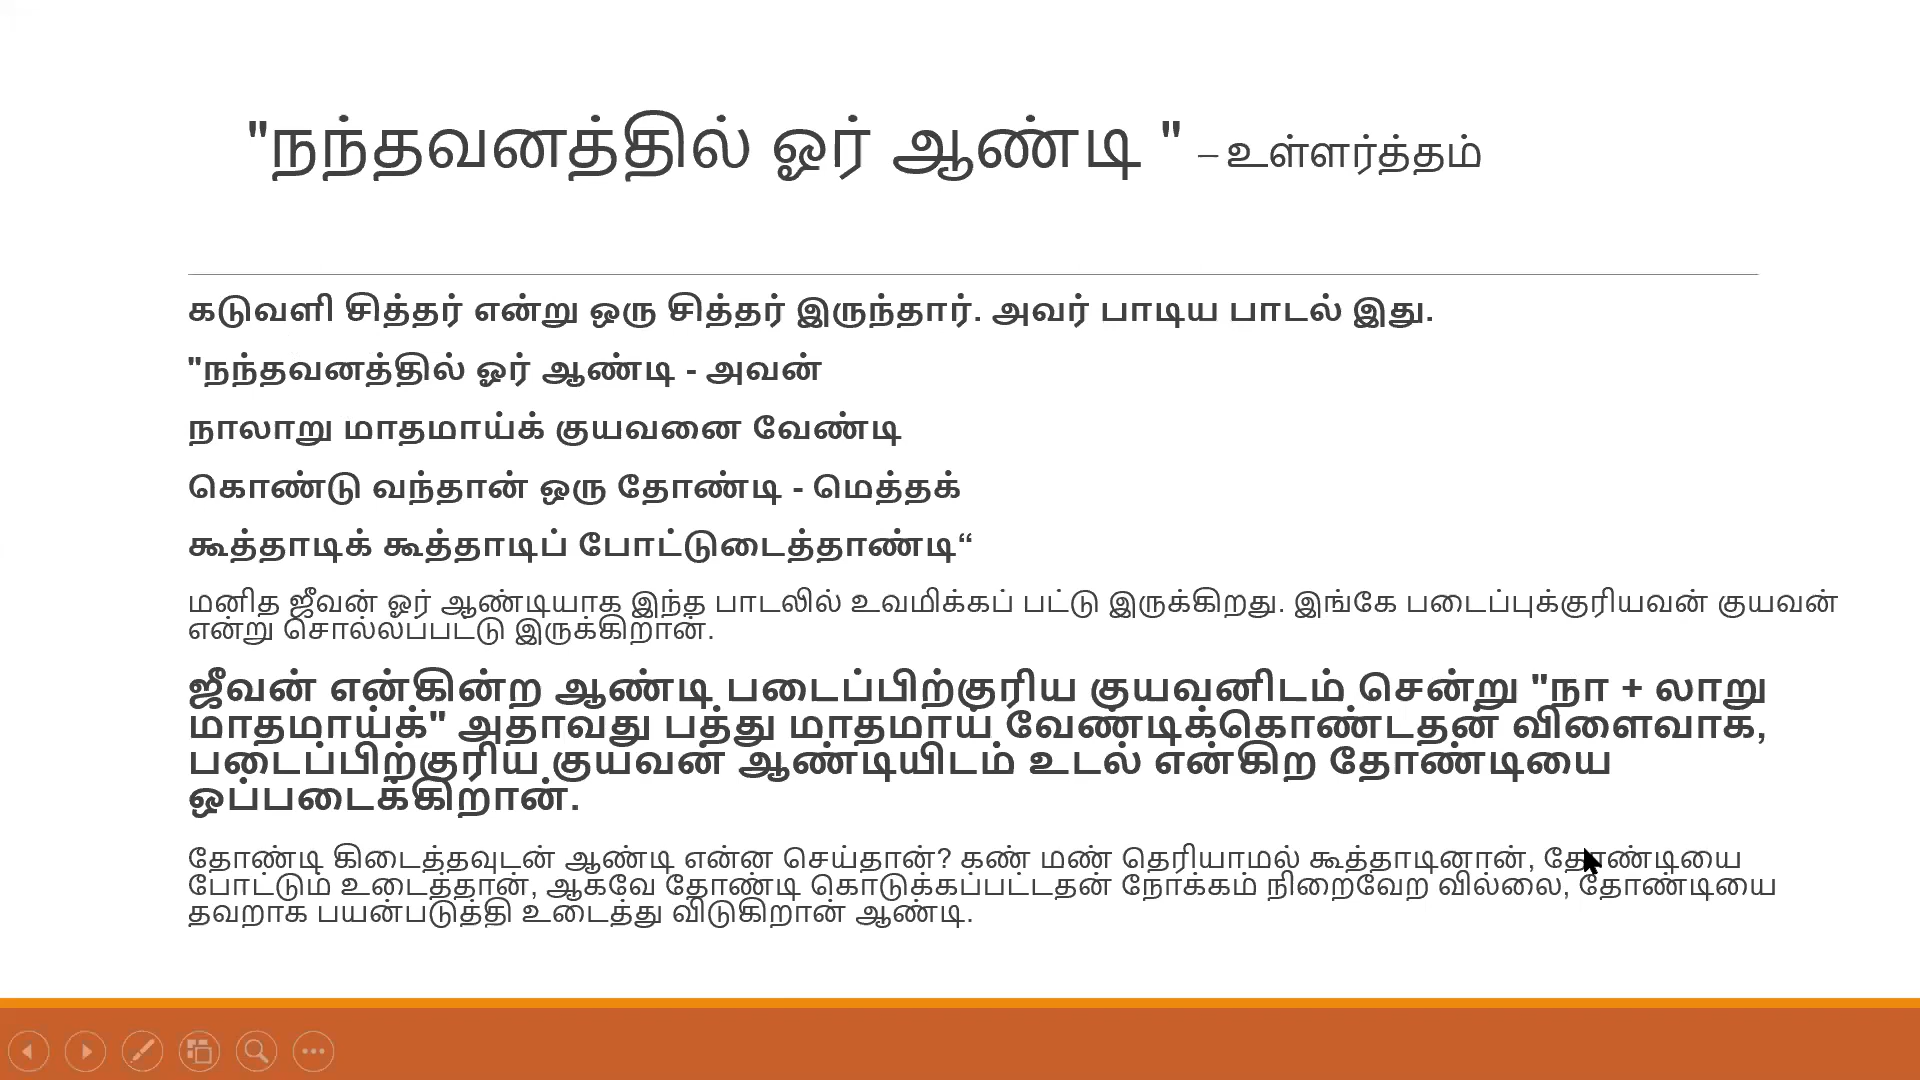 "நந்தவனத்தில் ஓர் ஆண்டி " – உள்ளர்த்தம்
கடுவளி சித்தர் என்று ஒரு சித்தர் இருந்தார். அவர் பாடிய பாடல் இது.
"நந்தவனத்தில் ஓர் ஆண்டி - அவன்
நாலாறு மாதமாய்க் குயவனை வேண்டி
கொண்டு வந்தான் ஒரு தோண்டி - மெத்தக்
கூத்தாடிக் கூத்தாடிப் போட்டுடைத்தாண்டி“
மனித ஜீவன் ஓர் ஆண்டியாக இந்த பாடலில் உவமிக்கப் பட்டு இருக்கிறது. இங்கே படைப்புக்குரியவன் குயவன்
என்று சொல்லப்பட்டு இருக்கிறான்.
ஜீவன் என்கின்ற ஆண்டி படைப்பிற்குரிய குயவனிடம் சென்று "நா + லாறு
மாதமாய்க்" அதாவது பத்து மாதமாய் வேண்டிக்கொண்டதன் விளைவாக,
படைப்பிற்குரிய குயவன் ஆண்டியிடம் உடல் என்கிற தோண்டியை
ஒப்படைக்கிறான்.
தோண்டி கிடைத்தவுடன் ஆண்டி என்ன செய்தான்? கண் மண் தெரியாமல் கூத்தாடினான், தோண்டியை
போட்டும் உடைத்தான், ஆகவே தோண்டி கொடுக்கப்பட்டதன் நோக்கம் நிறைவேற வில்லை, தோண்டியை
தவறாக பயன்படுத்தி உடைத்து விடுகிறான் ஆண்டி.